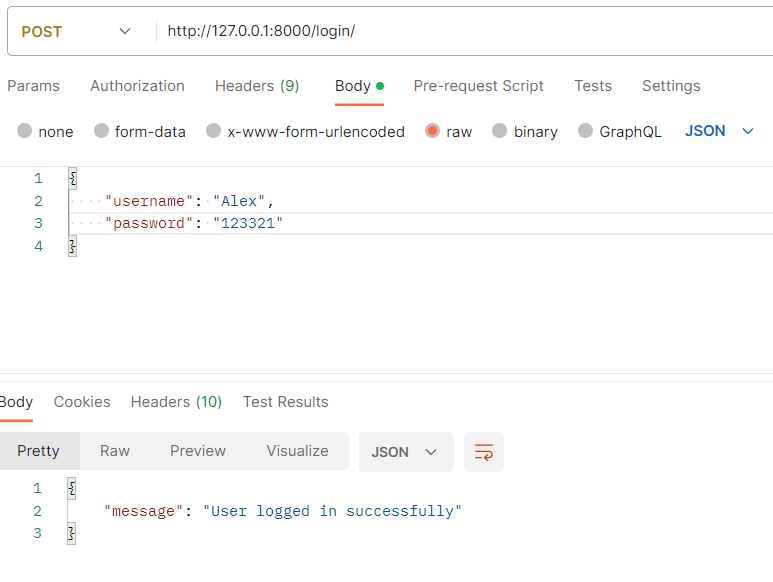 POST http://127.0.0.1:8000/login/
Params Authorization Headers (9) Body Pre-request Script Tests Settings
none form-data x-www-form-urlencoded raw binary GraphQL JSON
1 {
2 "username": "Alex",
3 "password": "123321"
4 }
Body Cookies Headers (10) Test Results
Pretty Raw Preview Visualize JSON
1 {
2 "message": "User logged in successfully"
3 }